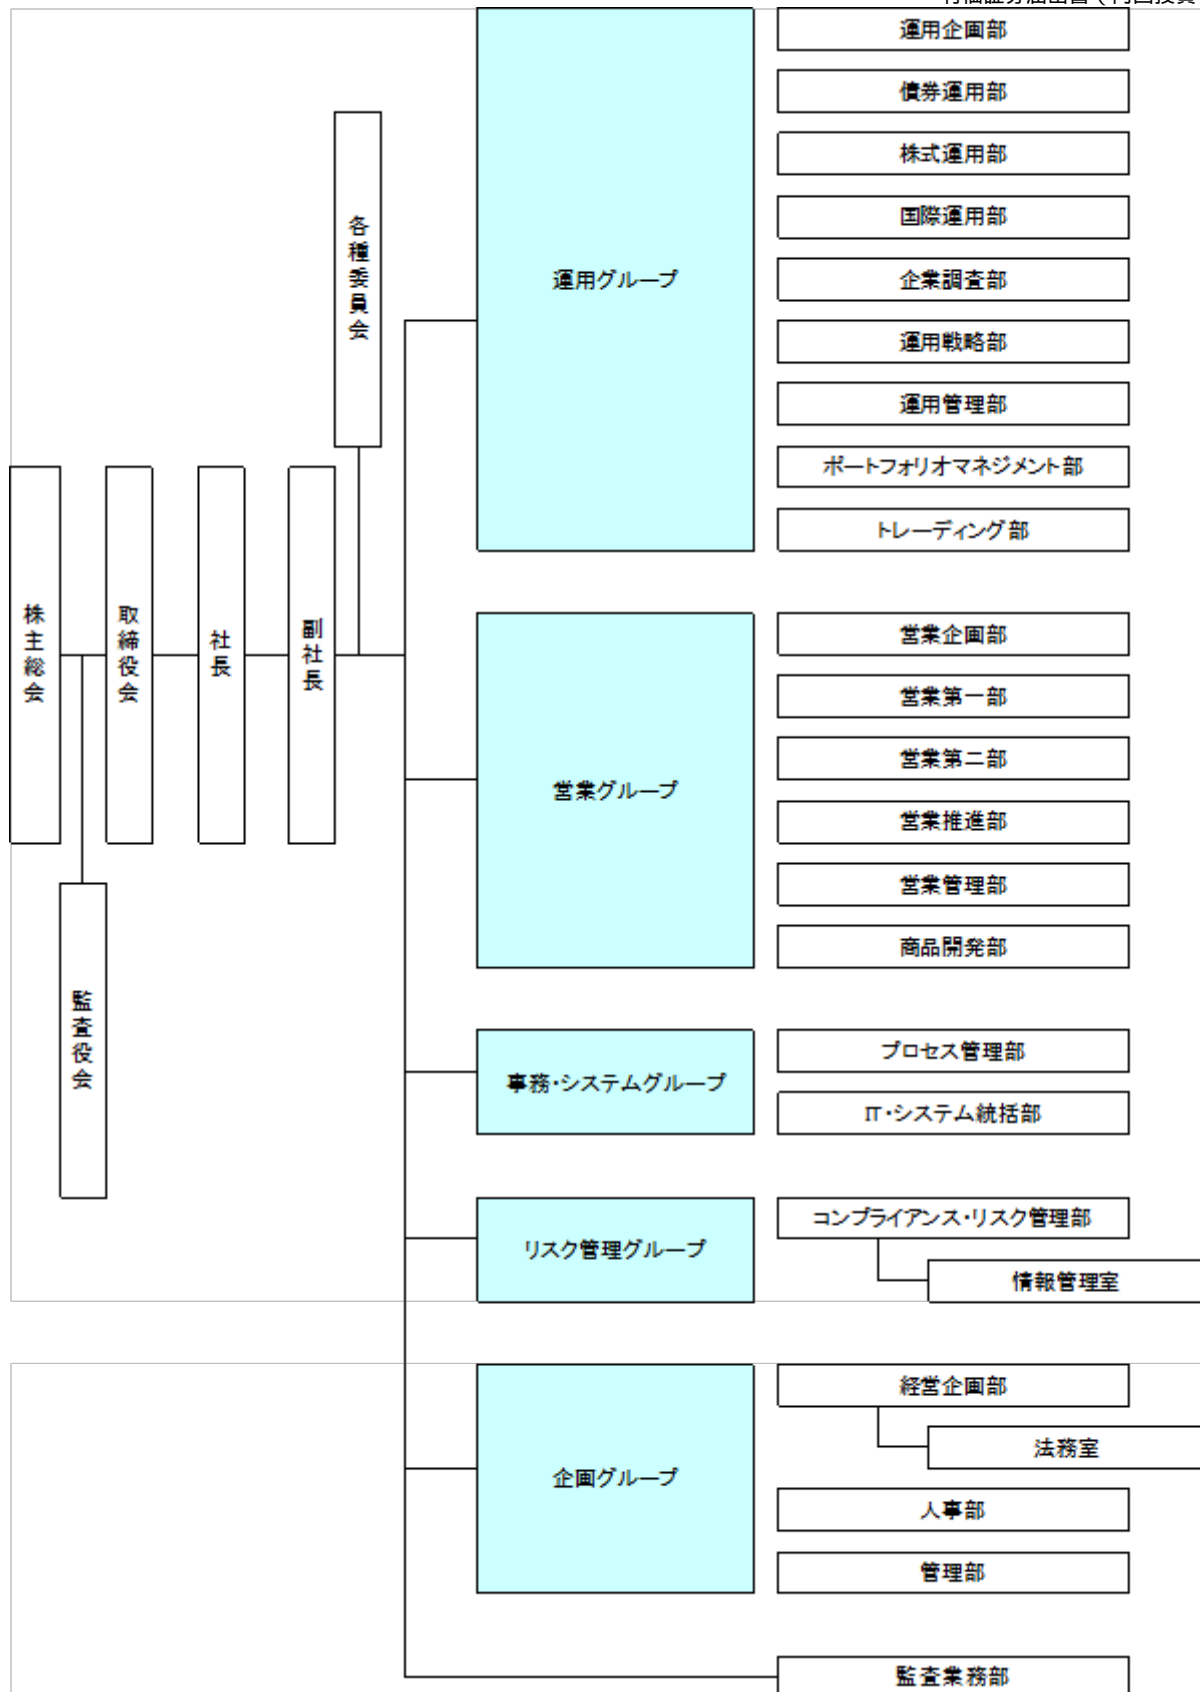 運用企画部
債券運用部
株式運用部
国際運用部
企業調査部
運用戦略部
運用管理部
ポートフォリオマネジメント部
トレーディング部
運用グループ
各種委員会
株主総会
取締役会
社長
副社長
監査役会
営業グループ
営業企画部
営業第一部
営業第二部
営業推進部
営業管理部
商品開発部
事務・システムグループ
プロセス管理部
IT・システム統括部
リスク管理グループ
コンプライアンス・リスク管理部
情報管理室
企画グループ
経営企画部
法務室
人事部
管理部
監査業務部